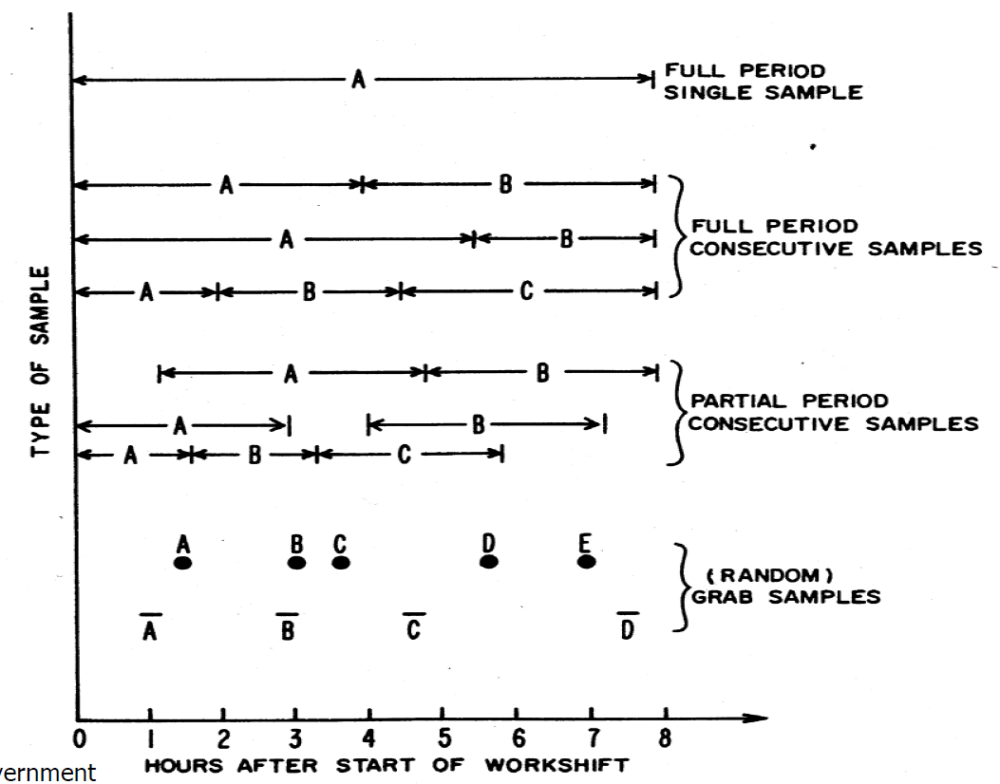 A
FULL PERIOD
SINGLE SAMPLE
A B
FULL PERIOD
CONSECUTIVE SAMPLES
A B
A B C
TYPE OF SAMPLE
A B
PARTIAL PERIOD
CONSECUTIVE SAMPLES
A B
A B C
A B C D E
(RANDOM)
GRAB SAMPLES
A B C D
0 1 2 3 4 5 6 7 8
HOURS AFTER START OF WORKSHIFT
vernment